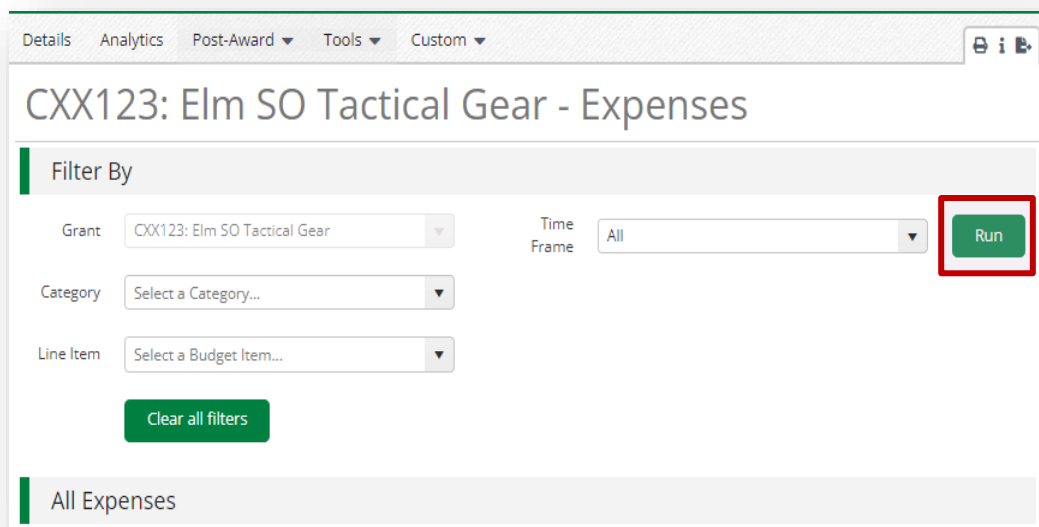 Details Analytics Post-Award Tools Custom
CXX123: Elm SO Tactical Gear - Expenses
Filter By
Grant CXX123: Elm SO Tactical Gear Time Frame All Run
Category Select a Category...
Line Item Select a Budget Item...
Clear all filters
All Expenses